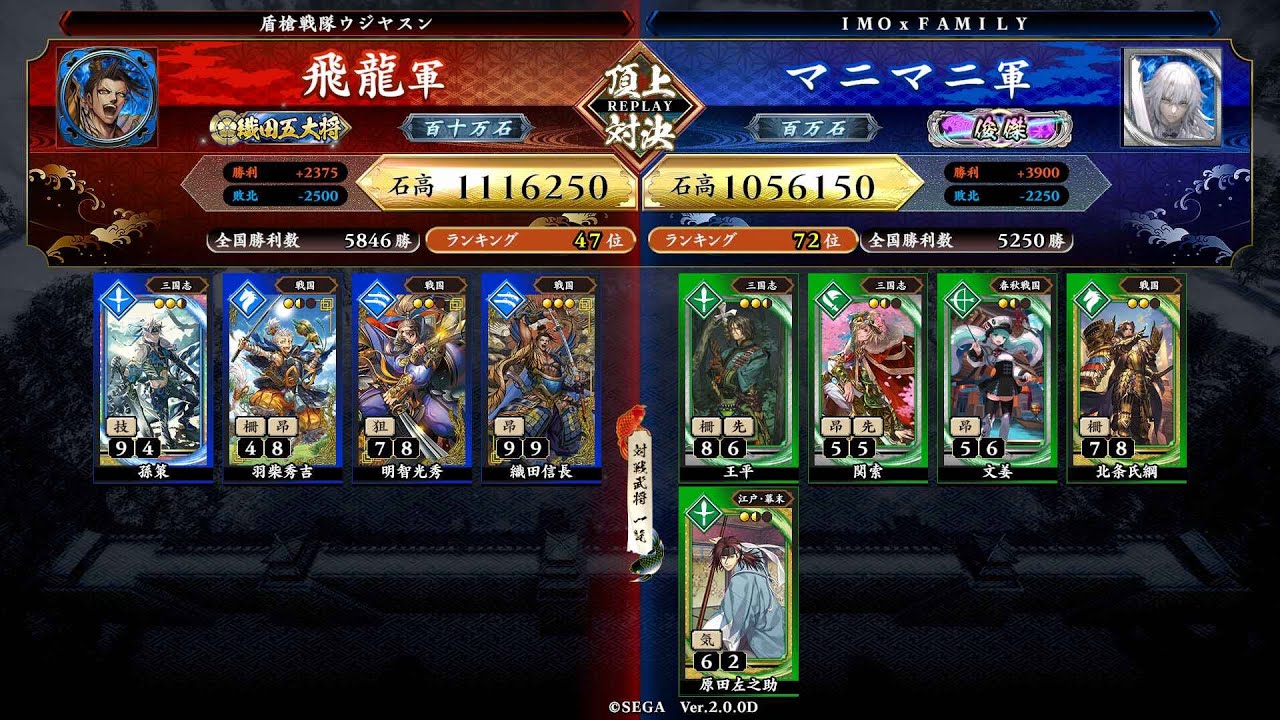 盾槍戦隊ウジヤスン
IMOxFAMILY
飛龍軍
頂上
REPLAY
対決
マニマニ軍
織田五大将
百十万石
百万石
俊傑
勝利 +2375
敗北 -2500
石高 1116250
石高 1056150
勝利 +3900
敗北 -2250
全国勝利数 5846勝
ランキング 47位
ランキング 72位
全国勝利数 5250勝
三国志
戦国
戦国
戦国
三国志
三国志
春秋戦国
戦国
技
柵 昂
狙
昂
柵 先
昂 先
昂
柵
9 4
4 8
7 8
9 9
8 6
5 5
5 6
7 8
孫策
羽柴秀吉
明智光秀
織田信長
王平
関索
文姜
北条氏綱
対戦武将一覧
江戸・幕末
気
6 2
原田左之助
©SEGA Ver.2.0.0D